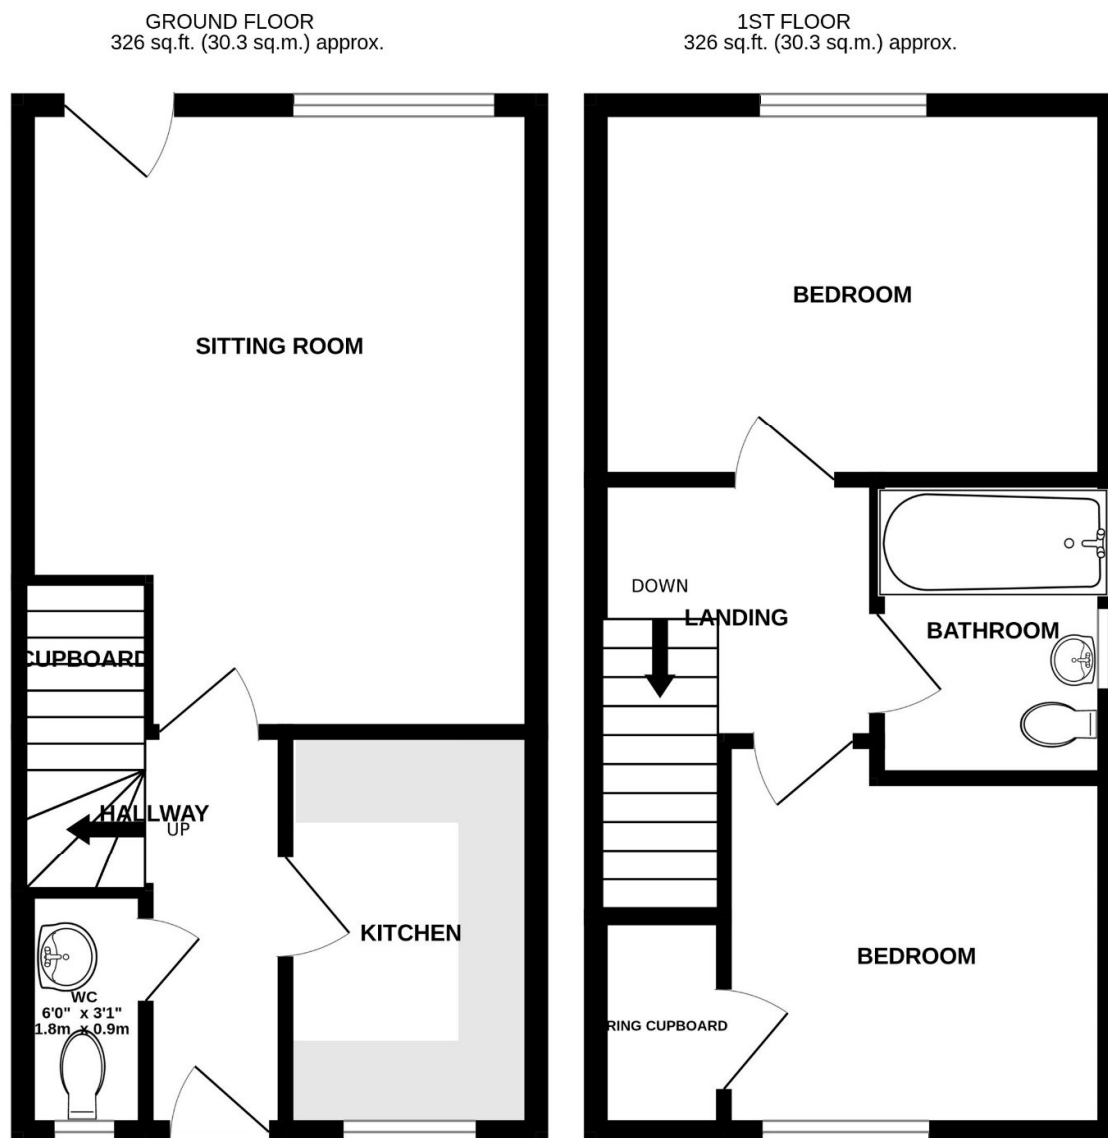 GROUND FLOOR
326 sq.ft. (30.3 sq.m.) approx.
SITTING ROOM
CUPBOARD
HALLWAY
UP
KITCHEN
WC
6'0" x 3'1"
1.8m x 0.9m
1ST FLOOR
326 sq.ft. (30.3 sq.m.) approx.
BEDROOM
DOWN
LANDING
BATHROOM
BEDROOM
RING CUPBOARD